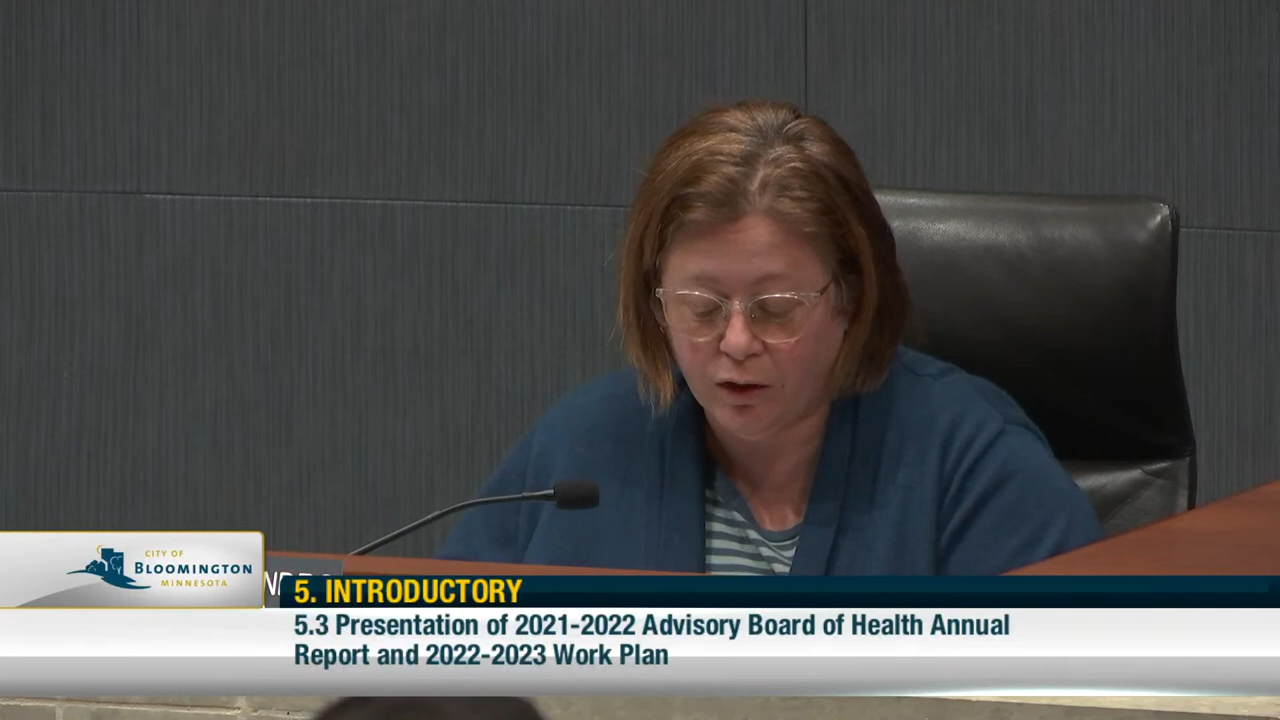 CITY OF
BLOOMINGTON
MINNESOTA
5. INTRODUCTORY
5.3 Presentation of 2021-2022 Advisory Board of Health Annual
Report and 2022-2023 Work Plan